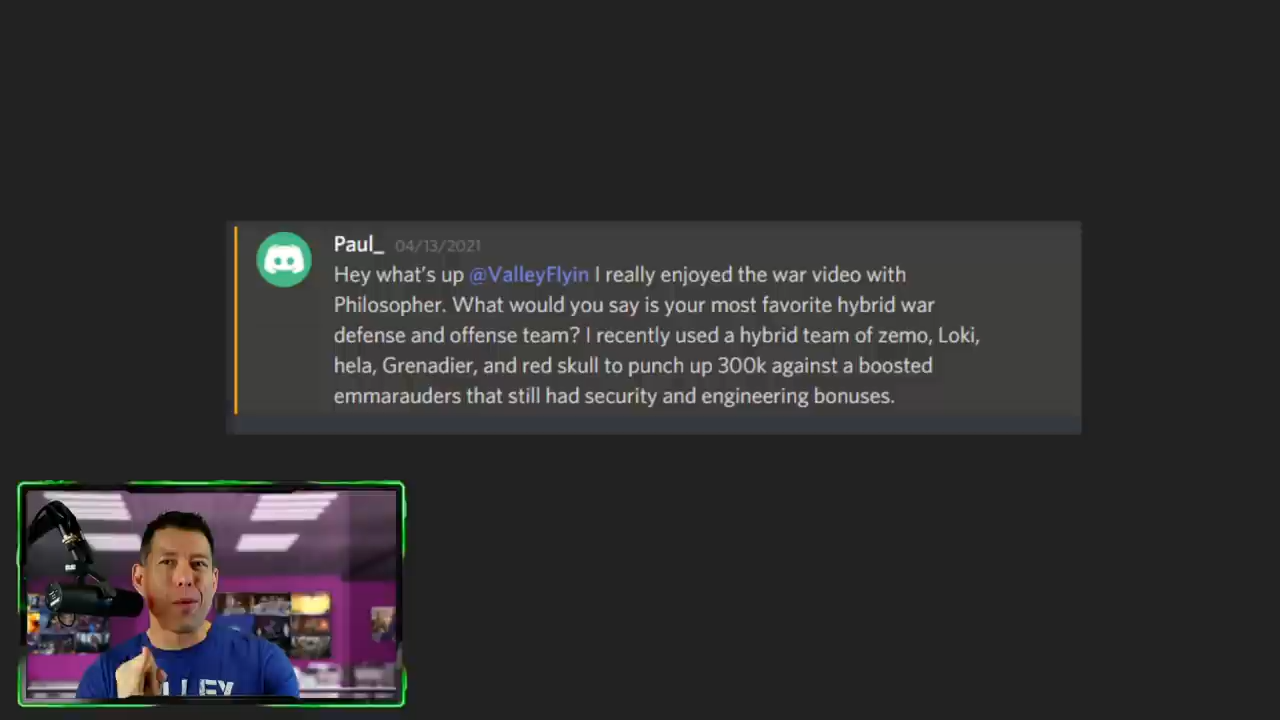 Paul_ 04/13/2021
Hey what's up @ValleyFlyin I really enjoyed the war video with
Philosopher. What would you say is your most favorite hybrid war
defense and offense team? I recently used a hybrid team of zemo, Loki,
hela, Grenadier, and red skull to punch up 300k against a boosted
emmarauders that still had security and engineering bonuses.